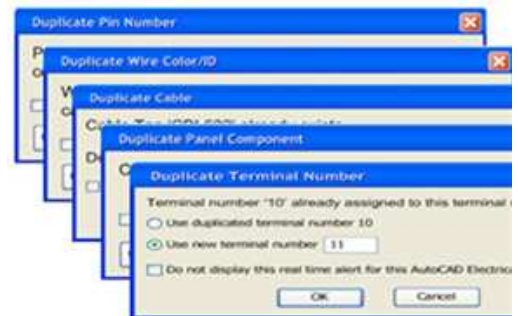 Duplicate Pin Number
Duplicate Wire Color/ID
Duplicate Cable
already exists
Duplicate Panel Component
Duplicate Terminal Number
Terminal number '10' already assigned to this terminal
Use duplicated terminal number 10
Use new terminal number 11
Do not display this real time alert for this AutoCAD Electrica
OK
Cancel